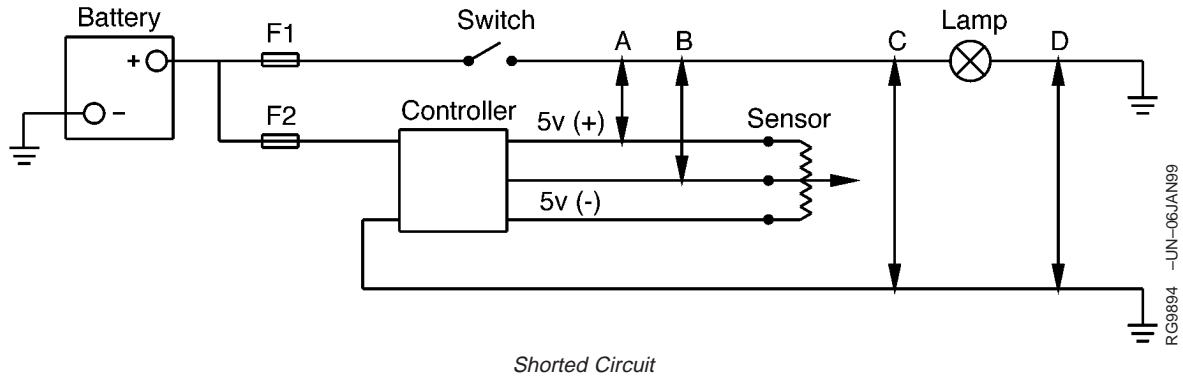 Battery
F1
Switch
A
B
C
Lamp
D
+
-
F2
Controller
5v (+)
Sensor
5v (-)
RG9894 –UN–06JAN99
Shorted Circuit